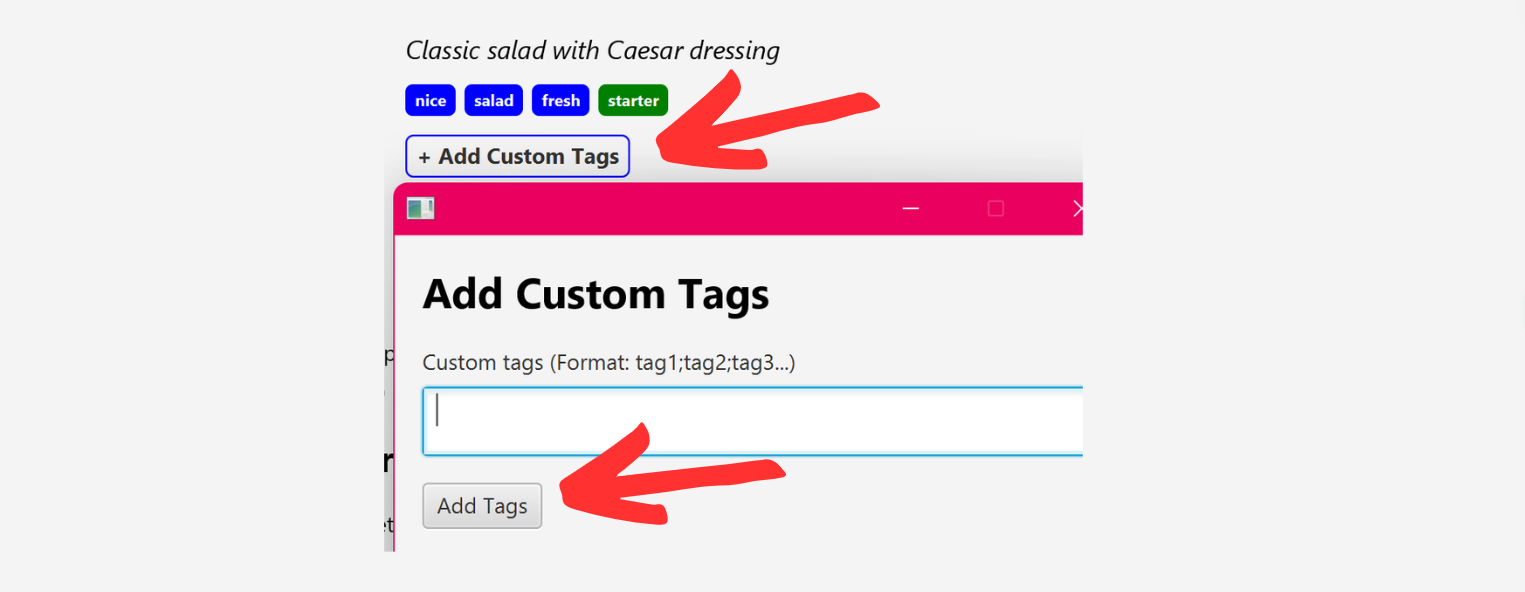 Classic salad with Caesar dressing
nice salad fresh starter
+ Add Custom Tags
Add Custom Tags
Custom tags (Format: tag1;tag2;tag3...)
Add Tags